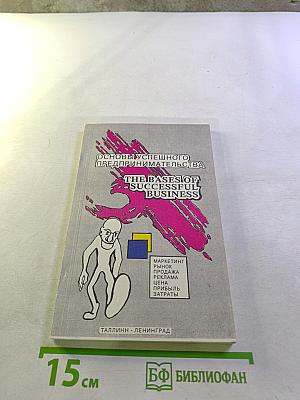 ОСНОВЫ УСПЕШНОГО
ПРЕДПРИНИМАТЕЛЬСТВА
THE BASES OF
SUCCESSFUL
BUSINESS
МАРКЕТИНГ
РЫНОК
ПРОДАЖА
РЕКЛАМА
ЦЕНА
ПРИБЫЛЬ
ЗАТРАТЫ
ТАЛЛИНН - ЛЕНИНГРАД
15 см
БФ БИБЛИОФАН